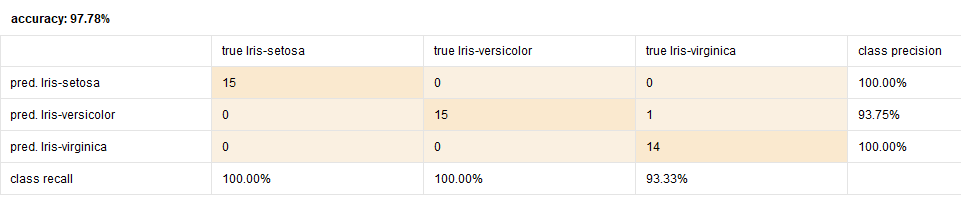 accuracy: 97.78%
true Iris-setosa true Iris-versicolor true Iris-virginica class precision
pred. Iris-setosa 15 0 0 100.00%
pred. Iris-versicolor 0 15 1 93.75%
pred. Iris-virginica 0 0 14 100.00%
class recall 100.00% 100.00% 93.33%